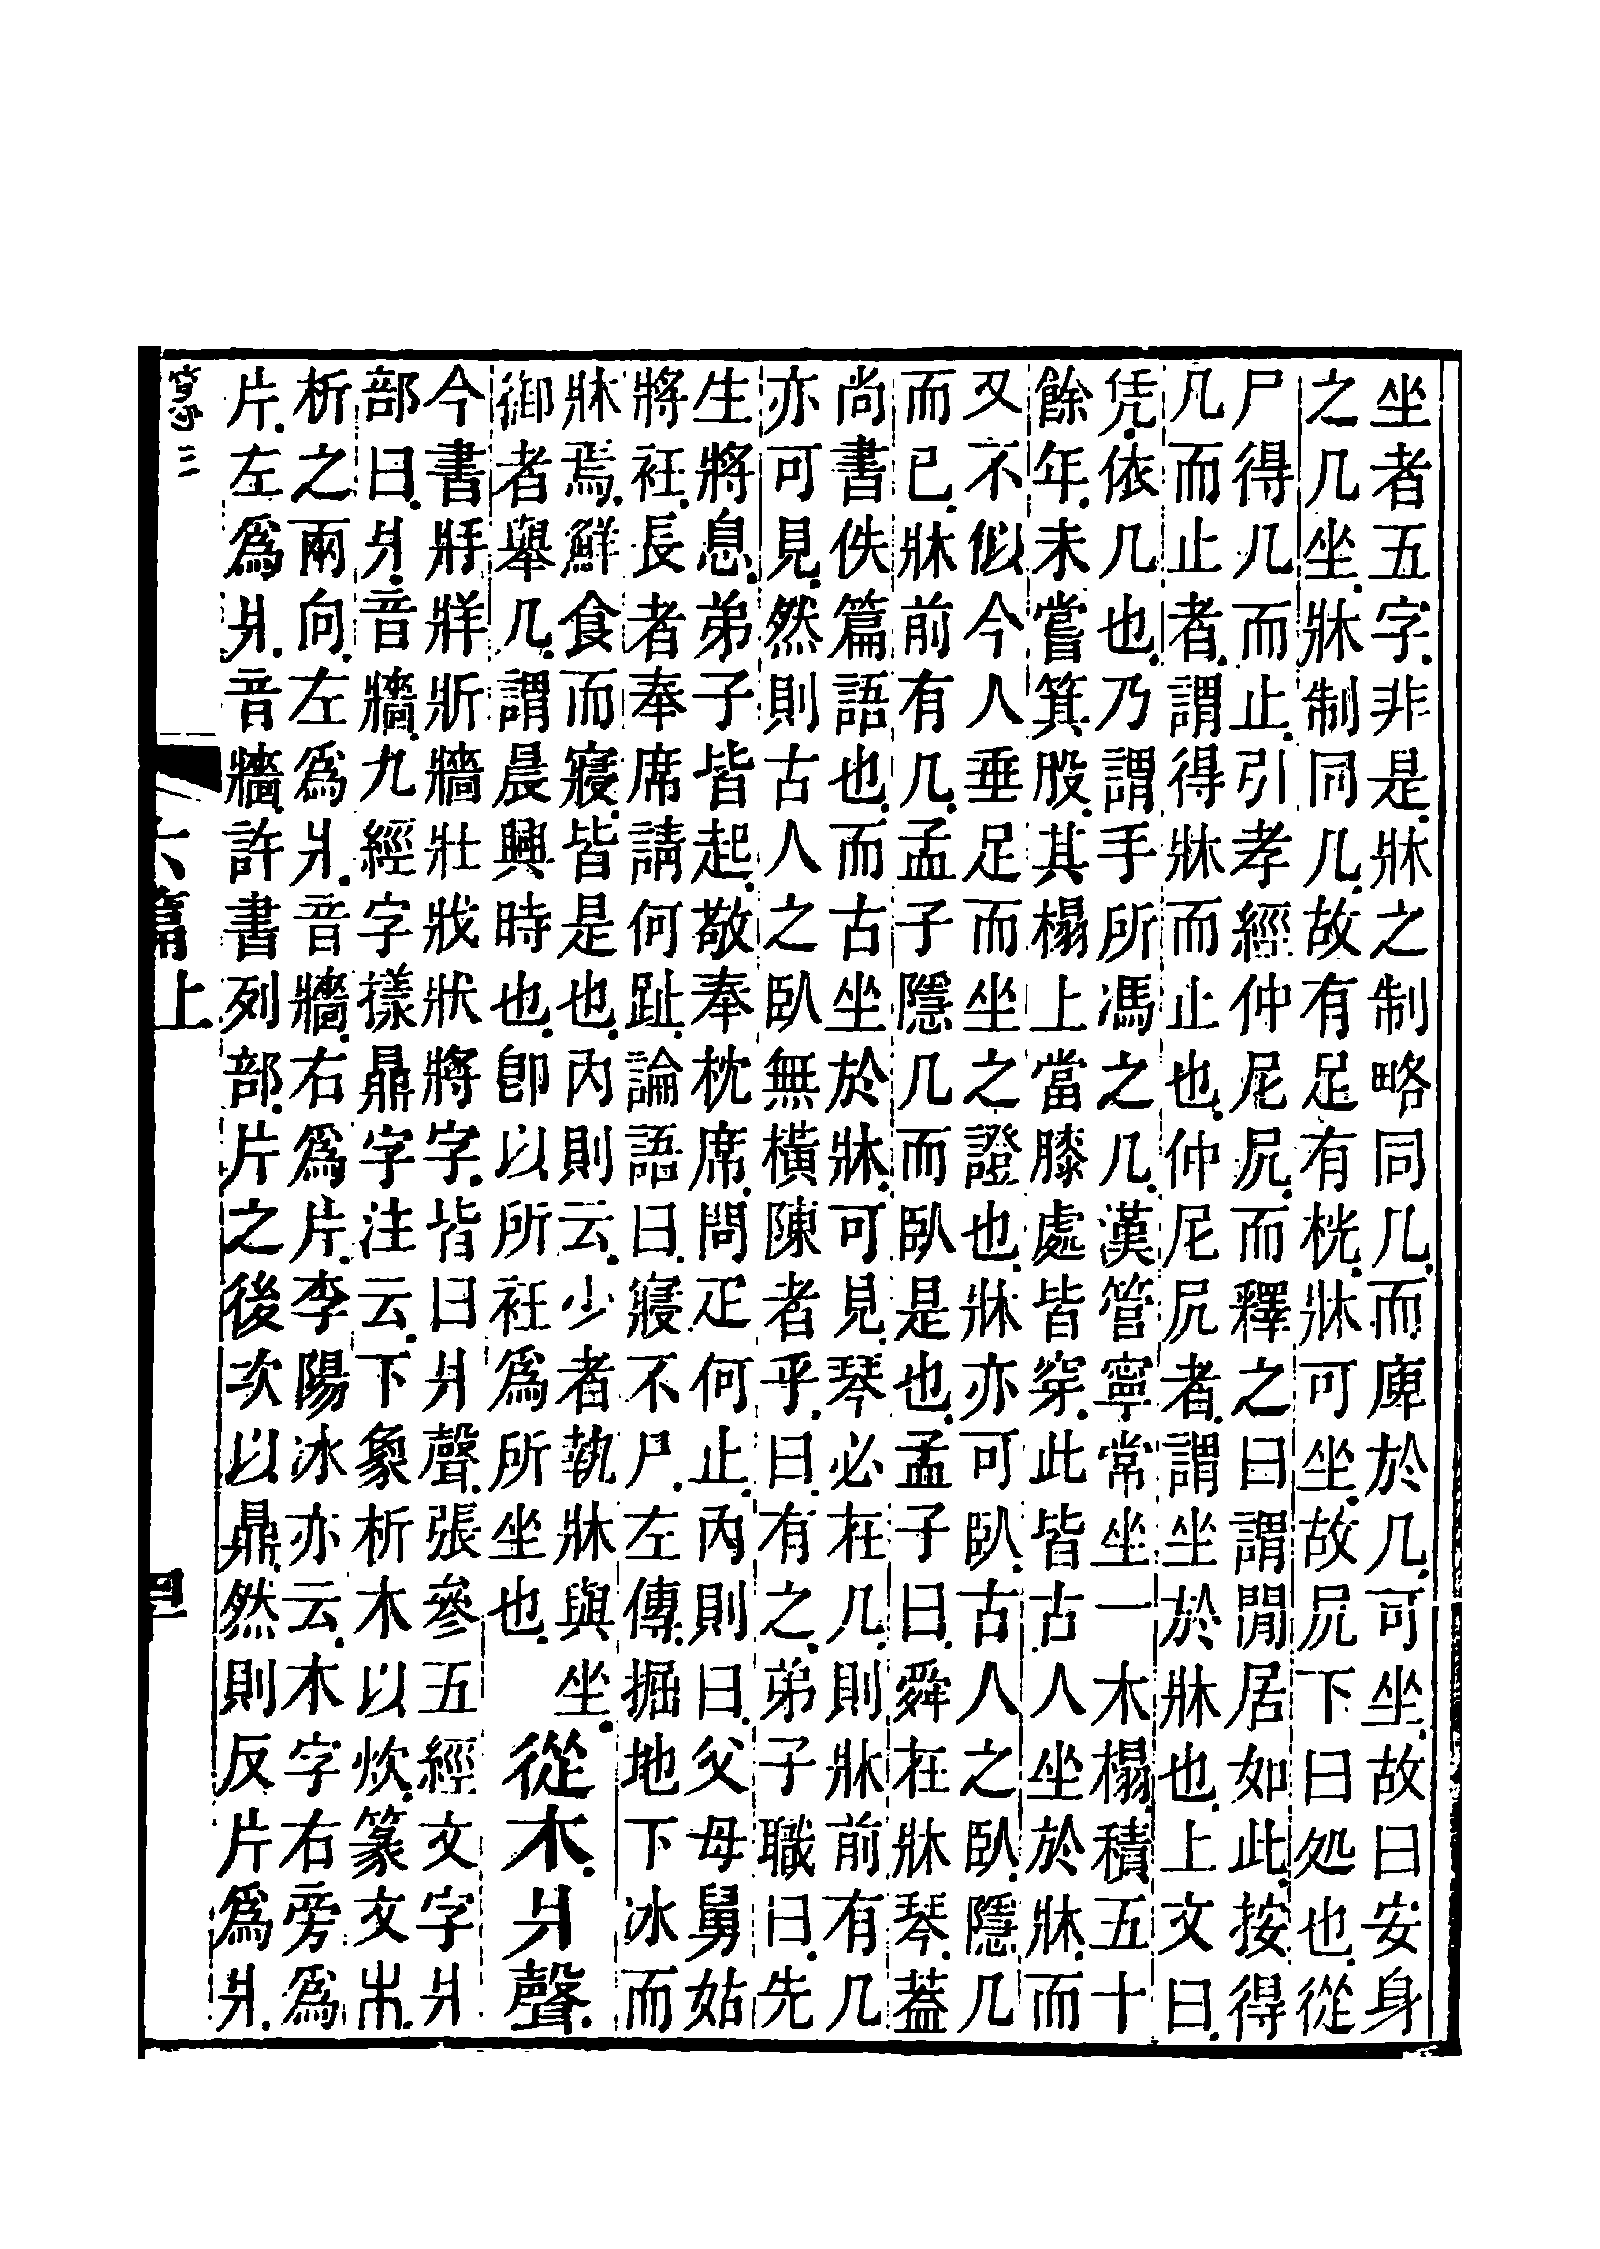 坐者五字.非是.牀之制略同几.而庳於几.可坐.故曰安身
之几坐.牀制同几.故有足有桄.牀可坐.故凥下曰処也.從
尸得几而止.引孝經仲尼凥.而釋之曰謂閒居如此.按得
几而止者.謂得牀而止也.仲尼凥者.謂坐於牀也.上文曰.
凭.依几也.乃謂手所馮之几.漢管寧常坐一木榻.積五十
餘年.未嘗箕股.其榻上當膝處皆穿.此皆古人坐於牀.而
又不似今人垂足而坐之證也.牀亦可臥.古人之臥.隱几
而已.牀前有几.孟子隱几而臥是也.孟子曰.舜在牀琴.蓋
尚書佚篇語也.而古坐於牀.可見.琴必在几.則牀前有几
亦可見.然則古人之臥無橫陳者乎.曰.有之.弟子職曰.先
生將息.弟子皆起.敬奉枕席.問疋何止.內則曰.父母舅姑
將衽.長者奉席請何趾.論語曰.寢不尸.左傳.掘地下冰而
牀焉.鮮食而寢.皆是也.內則云.少者執牀與坐.
御者舉几.謂晨興時也.卽以所衽爲所坐也.
從木.爿聲.
今書牀牂斨牆壯戕狀將字.皆曰爿聲.張參五經文字爿
部曰.爿.音牆.九經字樣鼎字注云.下象析木以炊.篆文木.
析之兩向.左爲爿.音牆.右爲片.李陽冰亦云.木字右旁爲
片.左爲爿.音牆.許書列部.片之後次以鼎.然則反片爲爿.
六篇上
四